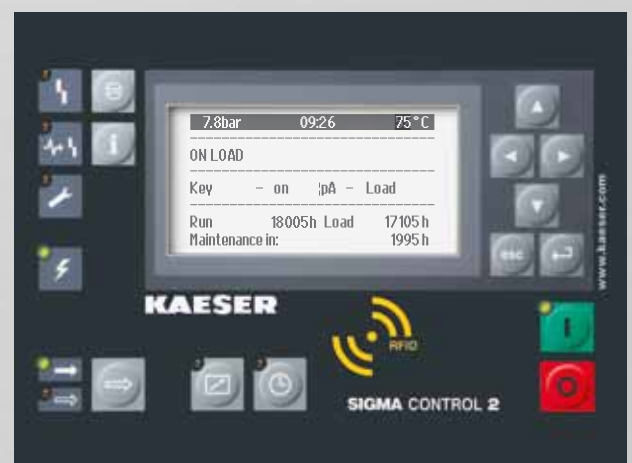 7.8bar 09:26 75°C
ON LOAD
Key - on ¦pA - Load
Run 18005h Load 17105h
Maintenance in: 1995h
esc
www.kaeser.com
KAESER
RFID
I
O
SIGMA CONTROL 2